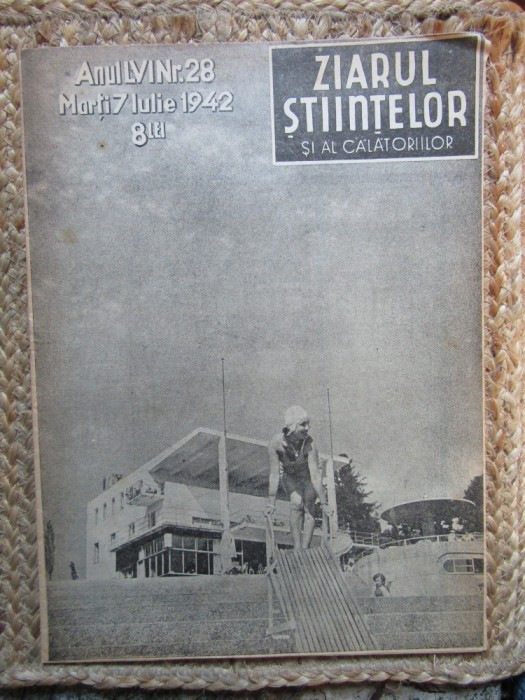 Anul LVI Nr. 28
Marți 7 Iulie 1942
8 LEI
ZIARUL
ȘTIINȚELOR
ȘI AL CĂLĂTORIILOR